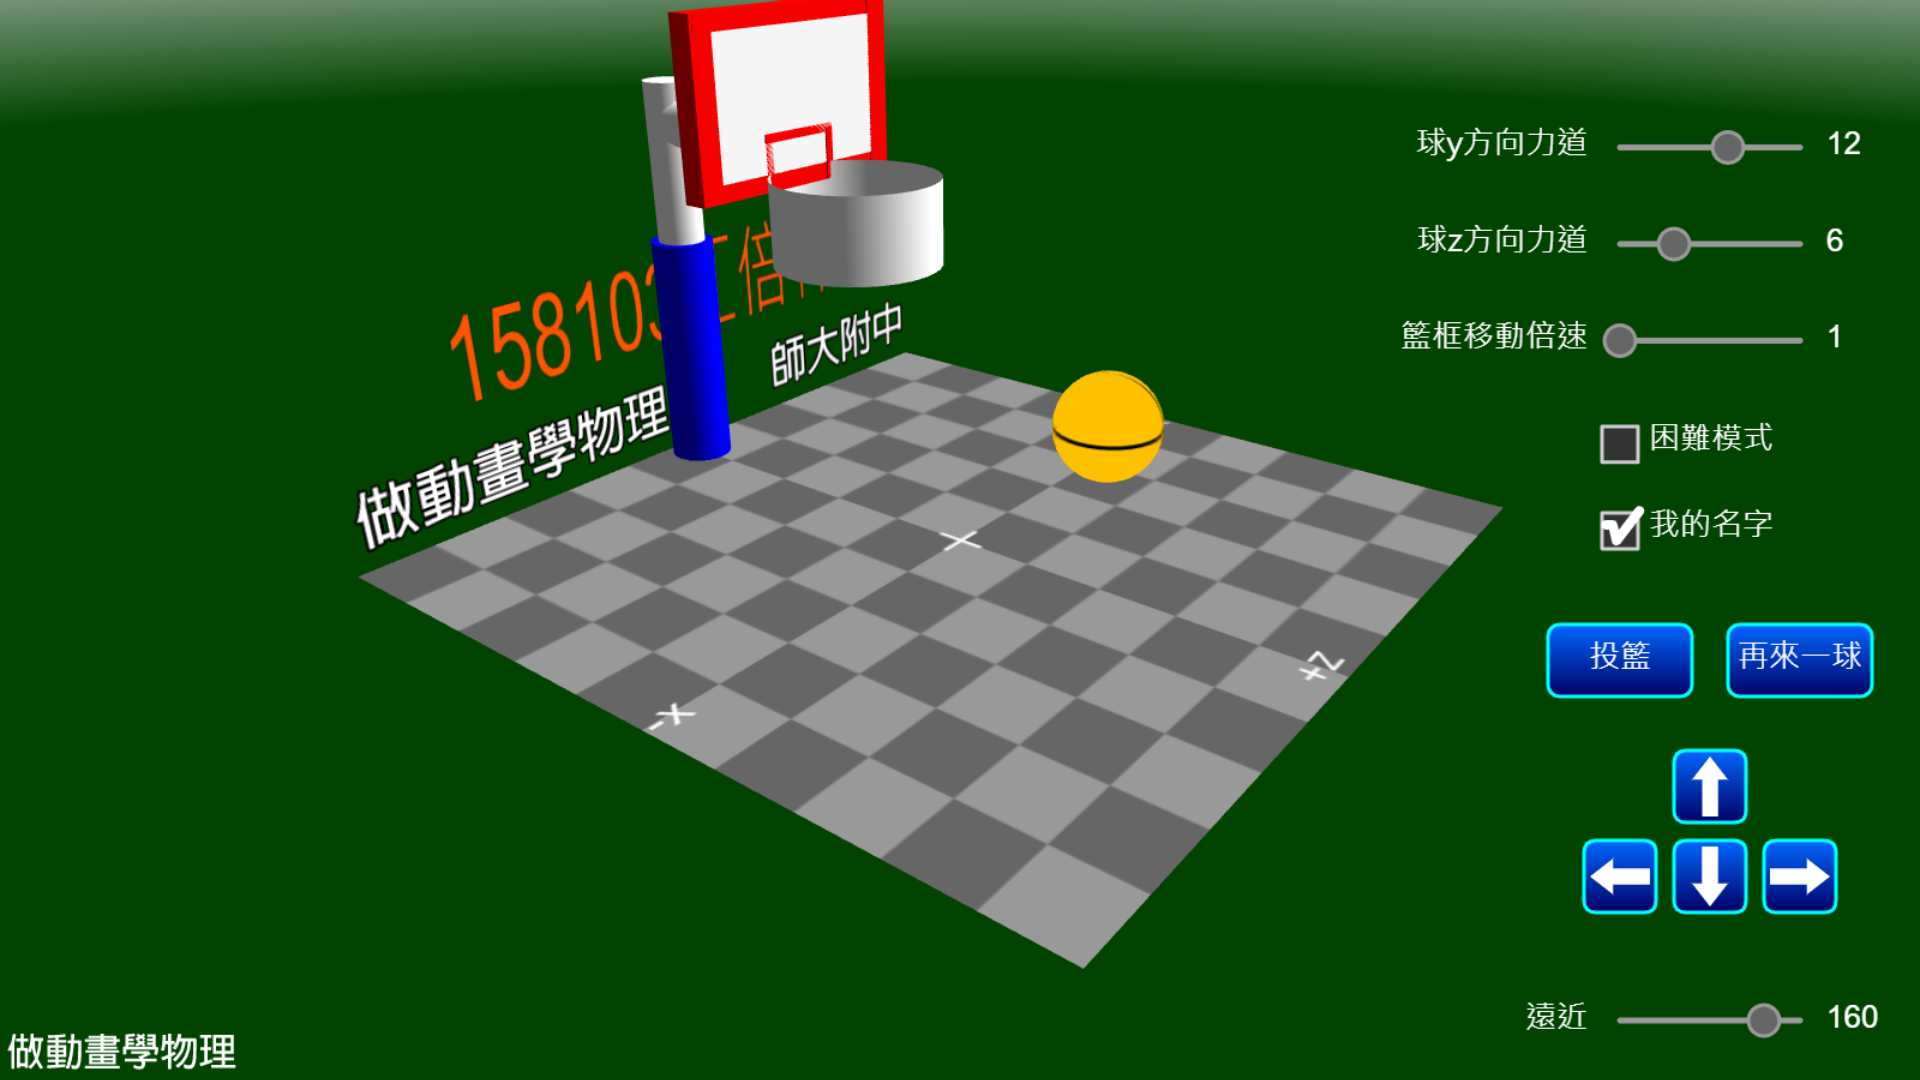 球y方向力道 12
球z方向力道 6
籃框移動倍速 1
困難模式
我的名字
投籃 再來一球
遠近 160
15810
倍
師大附中
做動畫學物理
X
-X
+Z
做動畫學物理